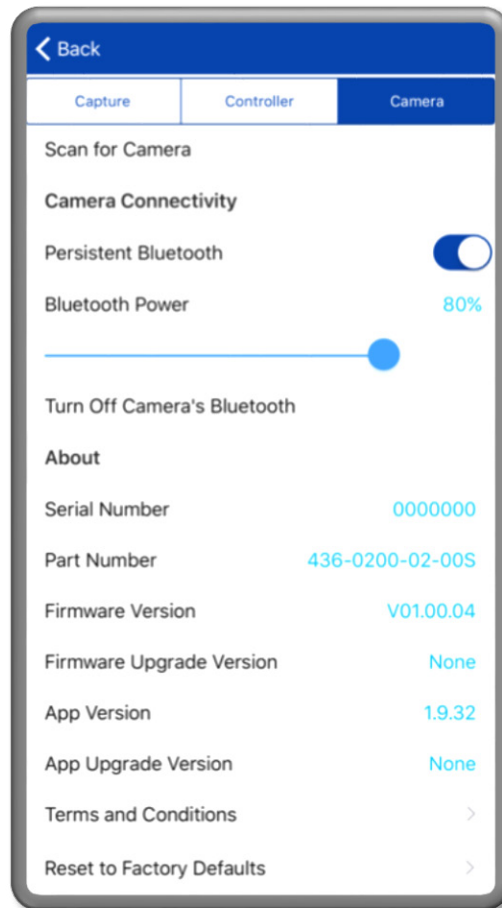 Back
Capture Controller Camera
Scan for Camera
Camera Connectivity
Persistent Bluetooth
Bluetooth Power 80%
Turn Off Camera's Bluetooth
About
Serial Number 0000000
Part Number 436-0200-02-00S
Firmware Version V01.00.04
Firmware Upgrade Version None
App Version 1.9.32
App Upgrade Version None
Terms and Conditions
Reset to Factory Defaults